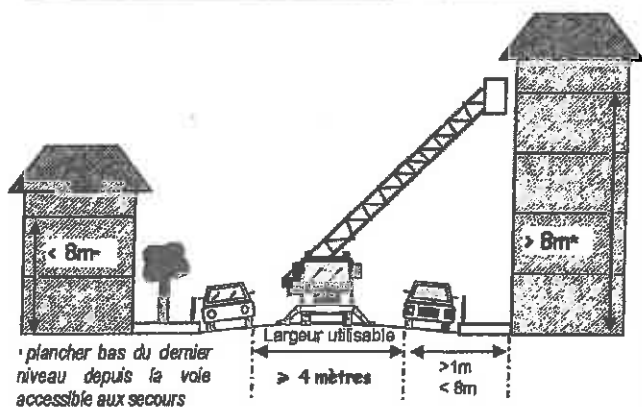 < 8m*
> 8m*
Largeur utilisable
⩾ 4 mètres
>1m
< 8m
* plancher bas du dernier
niveau depuis la voie
accessible aux secours